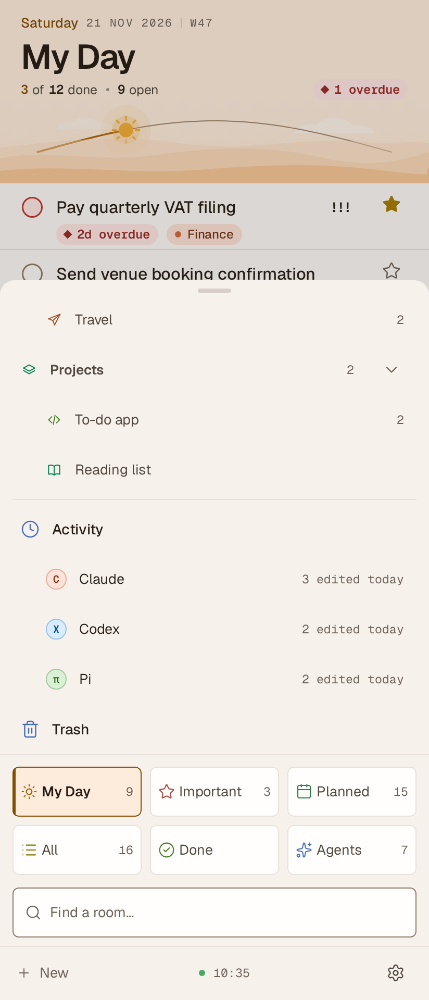 Saturday 21 NOV 2026 | W47
My Day
3 of 12 done • 9 open
◆ 1 overdue
Pay quarterly VAT filing !!!
◆ 2d overdue
Finance
Send venue booking confirmation
Travel 2
Projects 2
To-do app 2
Reading list
Activity
C Claude 3 edited today
X Codex 2 edited today
π Pi 2 edited today
Trash
My Day 9
Important 3
Planned 15
All 16
Done
Agents 7
Find a room…
+ New
10:35